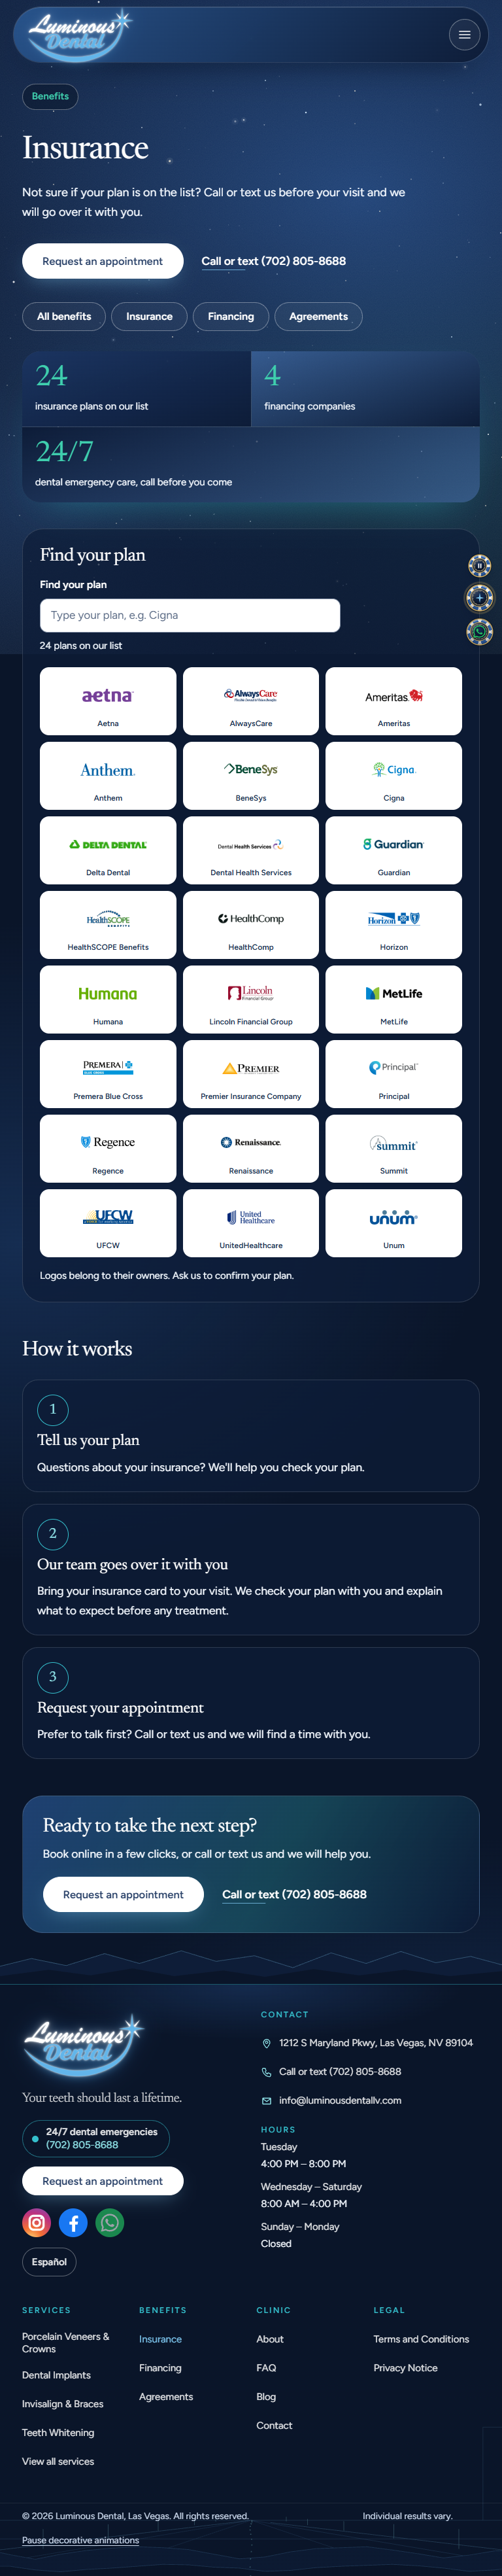 Luminous
Dental
Benefits
Insurance
Not sure if your plan is on the list? Call or text us before your visit and we
will go over it with you.
Request an appointment
Call or text (702) 805-8688
All benefits
Insurance
Financing
Agreements
24
insurance plans on our list
4
financing companies
24/7
dental emergency care, call before you come
Find your plan
Find your plan
Type your plan, e.g. Cigna
24 plans on our list
aetna
Aetna
AlwaysCare
AlwaysCare
Ameritas
Ameritas
Anthem
Anthem
BeneSys
BeneSys
Cigna
Cigna
DELTA DENTAL
Delta Dental
Dental Health Services
Dental Health Services
Guardian
Guardian
HealthSCOPE
BENEFITS
HealthSCOPE Benefits
HealthComp
HealthComp
Horizon
Horizon
Humana
Humana
Lincoln
Financial Group
Lincoln Financial Group
MetLife
MetLife
PREMERA
BLUE CROSS
Premera Blue Cross
PREMIER
Premier Insurance Company
Principal
Principal
Regence
Regence
Renaissance
Renaissance
summit
Summit
UFCW
UFCW
United
Healthcare
UnitedHealthcare
unum
Unum
Logos belong to their owners. Ask us to confirm your plan.
How it works
1
Tell us your plan
Questions about your insurance? We'll help you check your plan.
2
Our team goes over it with you
Bring your insurance card to your visit. We check your plan with you and explain
what to expect before any treatment.
3
Request your appointment
Prefer to talk first? Call or text us and we will find a time with you.
Ready to take the next step?
Book online in a few clicks, or call or text us and we will help you.
Request an appointment
Call or text (702) 805-8688
Luminous
Dental
Your teeth should last a lifetime.
24/7 dental emergencies
(702) 805-8688
Request an appointment
Español
CONTACT
1212 S Maryland Pkwy, Las Vegas, NV 89104
Call or text (702) 805-8688
info@luminousdentallv.com
HOURS
Tuesday
4:00 PM – 8:00 PM
Wednesday – Saturday
8:00 AM – 4:00 PM
Sunday – Monday
Closed
SERVICES
Porcelain Veneers &
Crowns
Dental Implants
Invisalign & Braces
Teeth Whitening
View all services
BENEFITS
Insurance
Financing
Agreements
CLINIC
About
FAQ
Blog
Contact
LEGAL
Terms and Conditions
Privacy Notice
© 2026 Luminous Dental, Las Vegas. All rights reserved.
Individual results vary.
Pause decorative animations